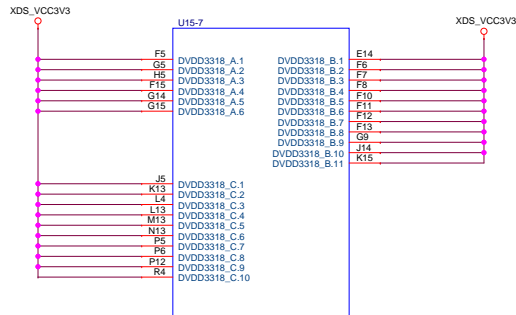 XDS_VCC3V3
XDS_VCC3V3
U15-7
F5 DVDD3318_A.1
G5 DVDD3318_A.2
H5 DVDD3318_A.3
F15 DVDD3318_A.4
G14 DVDD3318_A.5
G15 DVDD3318_A.6
DVDD3318_B.1 E14
DVDD3318_B.2 F6
DVDD3318_B.3 F7
DVDD3318_B.4 F8
DVDD3318_B.5 F10
DVDD3318_B.6 F11
DVDD3318_B.7 F12
DVDD3318_B.8 F13
DVDD3318_B.9 G9
DVDD3318_B.10 J14
DVDD3318_B.11 K15
J5 DVDD3318_C.1
K13 DVDD3318_C.2
L4 DVDD3318_C.3
L13 DVDD3318_C.4
M13 DVDD3318_C.5
N13 DVDD3318_C.6
P5 DVDD3318_C.7
P6 DVDD3318_C.8
P12 DVDD3318_C.9
R4 DVDD3318_C.10